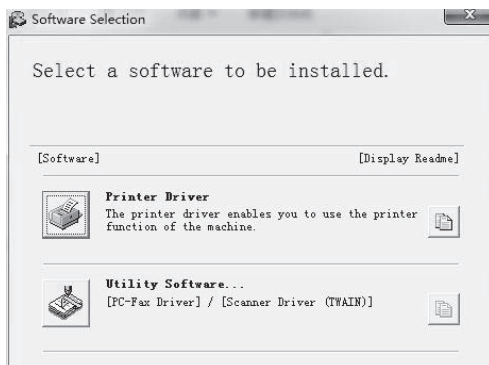 Software Selection
Select a software to be installed.
[Software] [Display Readme]
Printer Driver
The printer driver enables you to use the printer
function of the machine.
Utility Software...
[PC-Fax Driver] / [Scanner Driver (TWAIN)]